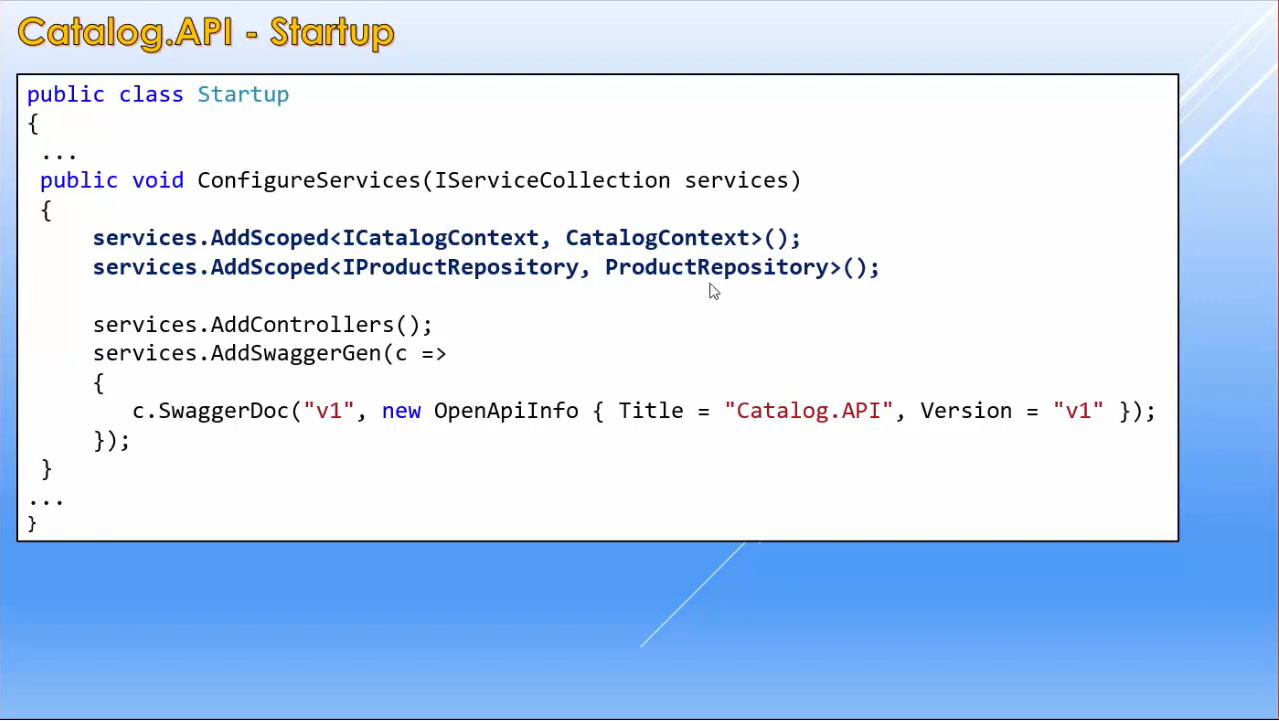 Catalog.API - Startup
public class Startup
{
...
public void ConfigureServices(IServiceCollection services)
{
services.AddScoped<ICatalogContext, CatalogContext>();
services.AddScoped<IProductRepository, ProductRepository>();
services.AddControllers();
services.AddSwaggerGen(c =>
{
c.SwaggerDoc("v1", new OpenApiInfo { Title = "Catalog.API", Version = "v1" });
});
}
...
}